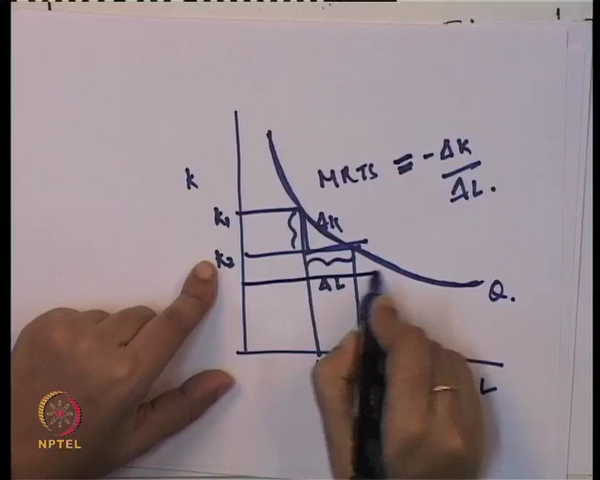 MRTS = -ΔK
ΔL.
K
K1
ΔK
K2
ΔL
Q.
L
NPTEL